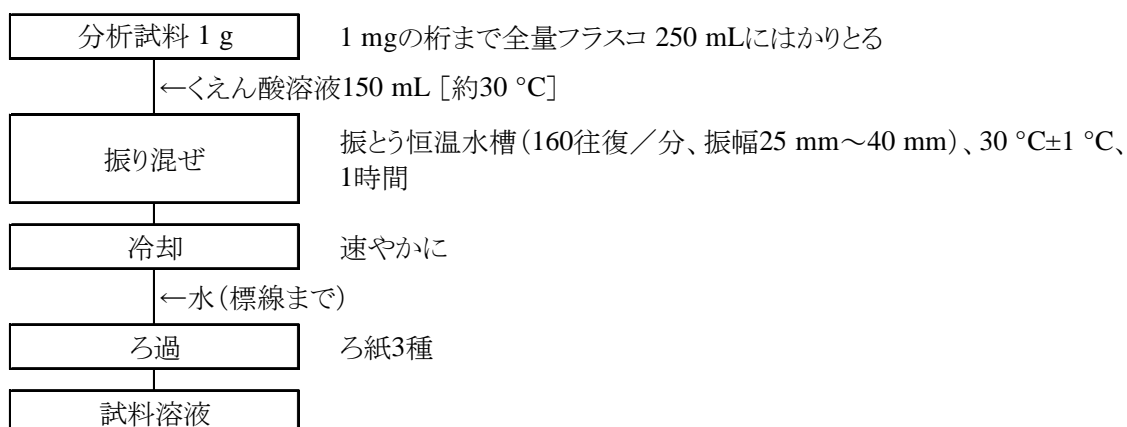 分析試料 1 g
1 mgの桁まで全量フラスコ 250 mLにはかりとる
←くえん酸溶液150 mL [約30 °C]
振り混ぜ
振とう恒温水槽(160往復/分、振幅25 mm~40 mm)、30 °C±1 °C、
1時間
冷却
速やかに
←水(標線まで)
ろ過
ろ紙3種
試料溶液